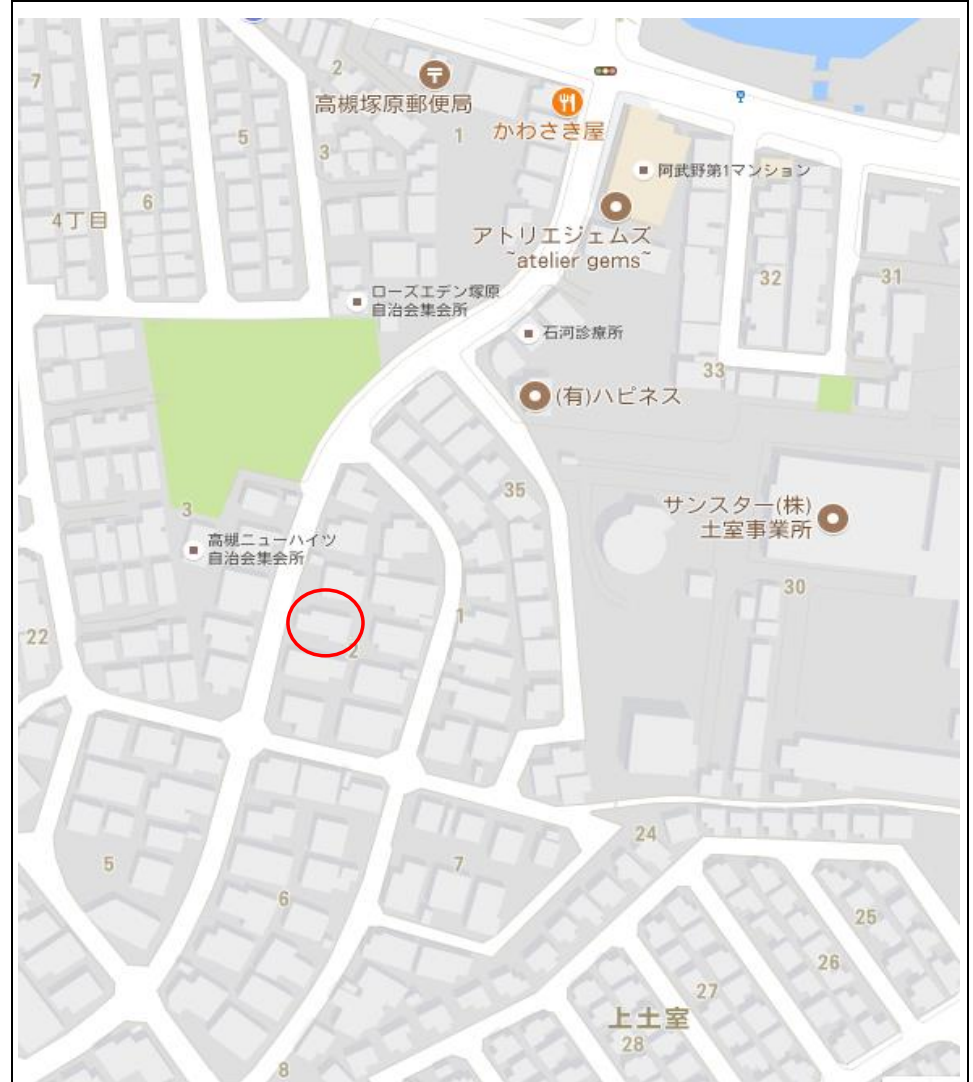 2
7
高槻塚原郵便局
かわさき屋
1
5
3
阿武野第1マンション
6
4丁目
アトリエジェムズ
~atelier gems~
32
31
ローズエデン塚原
自治会集会所
石河診療所
33
(有)ハピネス
35
サンスター(株)
土室事業所
3
高槻ニューハイツ
自治会集会所
30
1
22
2
24
5
7
6
25
26
27
上土室
28
8